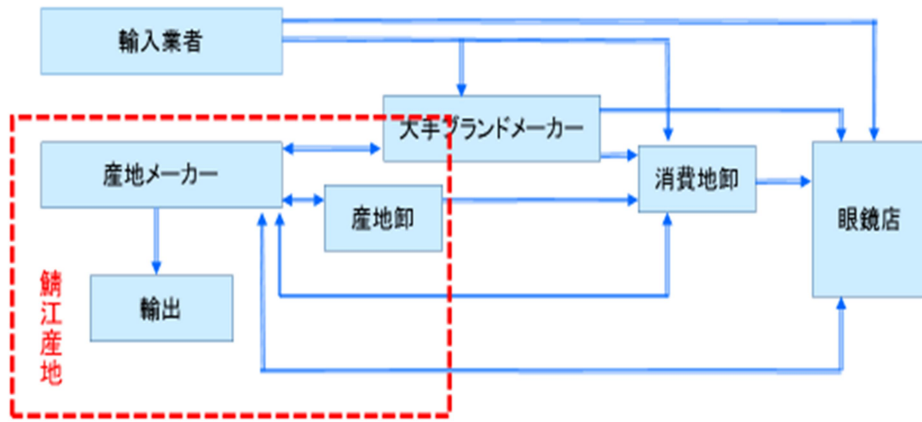 輸入業者
大手ブランドメーカー
産地メーカー
消費地卸
産地卸
眼鏡店
輸出
鯖江産地